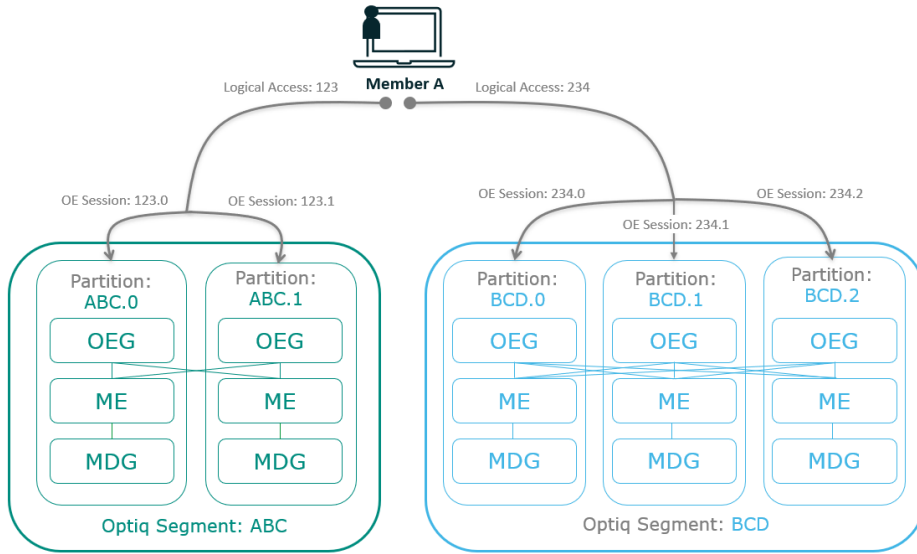 Member A
Logical Access: 123
Logical Access: 234
OE Session: 123.0
OE Session: 123.1
OE Session: 234.0
OE Session: 234.1
OE Session: 234.2
Partition:
ABC.0
OEG
ME
MDG
Partition:
ABC.1
OEG
ME
MDG
Optiq Segment: ABC
Partition:
BCD.0
OEG
ME
MDG
Partition:
BCD.1
OEG
ME
MDG
Partition:
BCD.2
OEG
ME
MDG
Optiq Segment: BCD